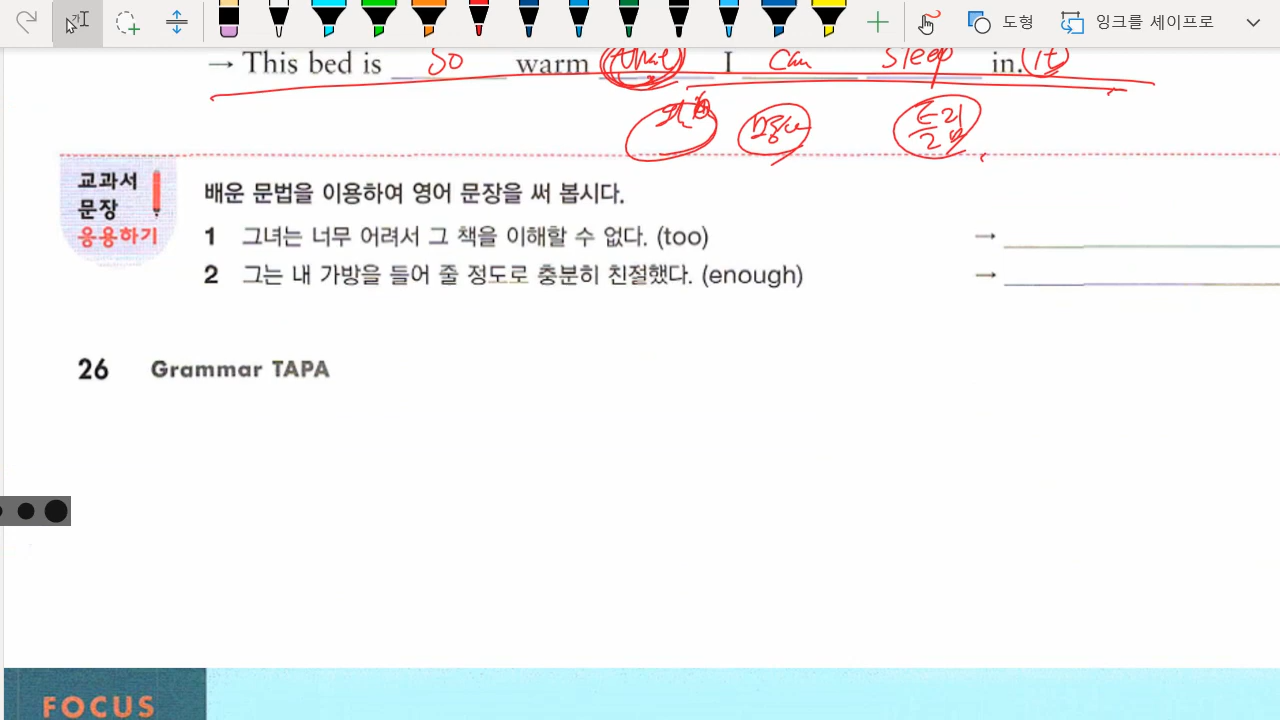 도형
잉크를 셰이프로
→ This bed is so warm that I can sleep in. it
교과서
문장
응용하기
배운 문법을 이용하여 영어 문장을 써 봅시다.
1 그녀는 너무 어려서 그 책을 이해할 수 없다. (too) →
2 그는 내 가방을 들어 줄 정도로 충분히 친절했다. (enough) →
26 Grammar TAPA
FOCUS